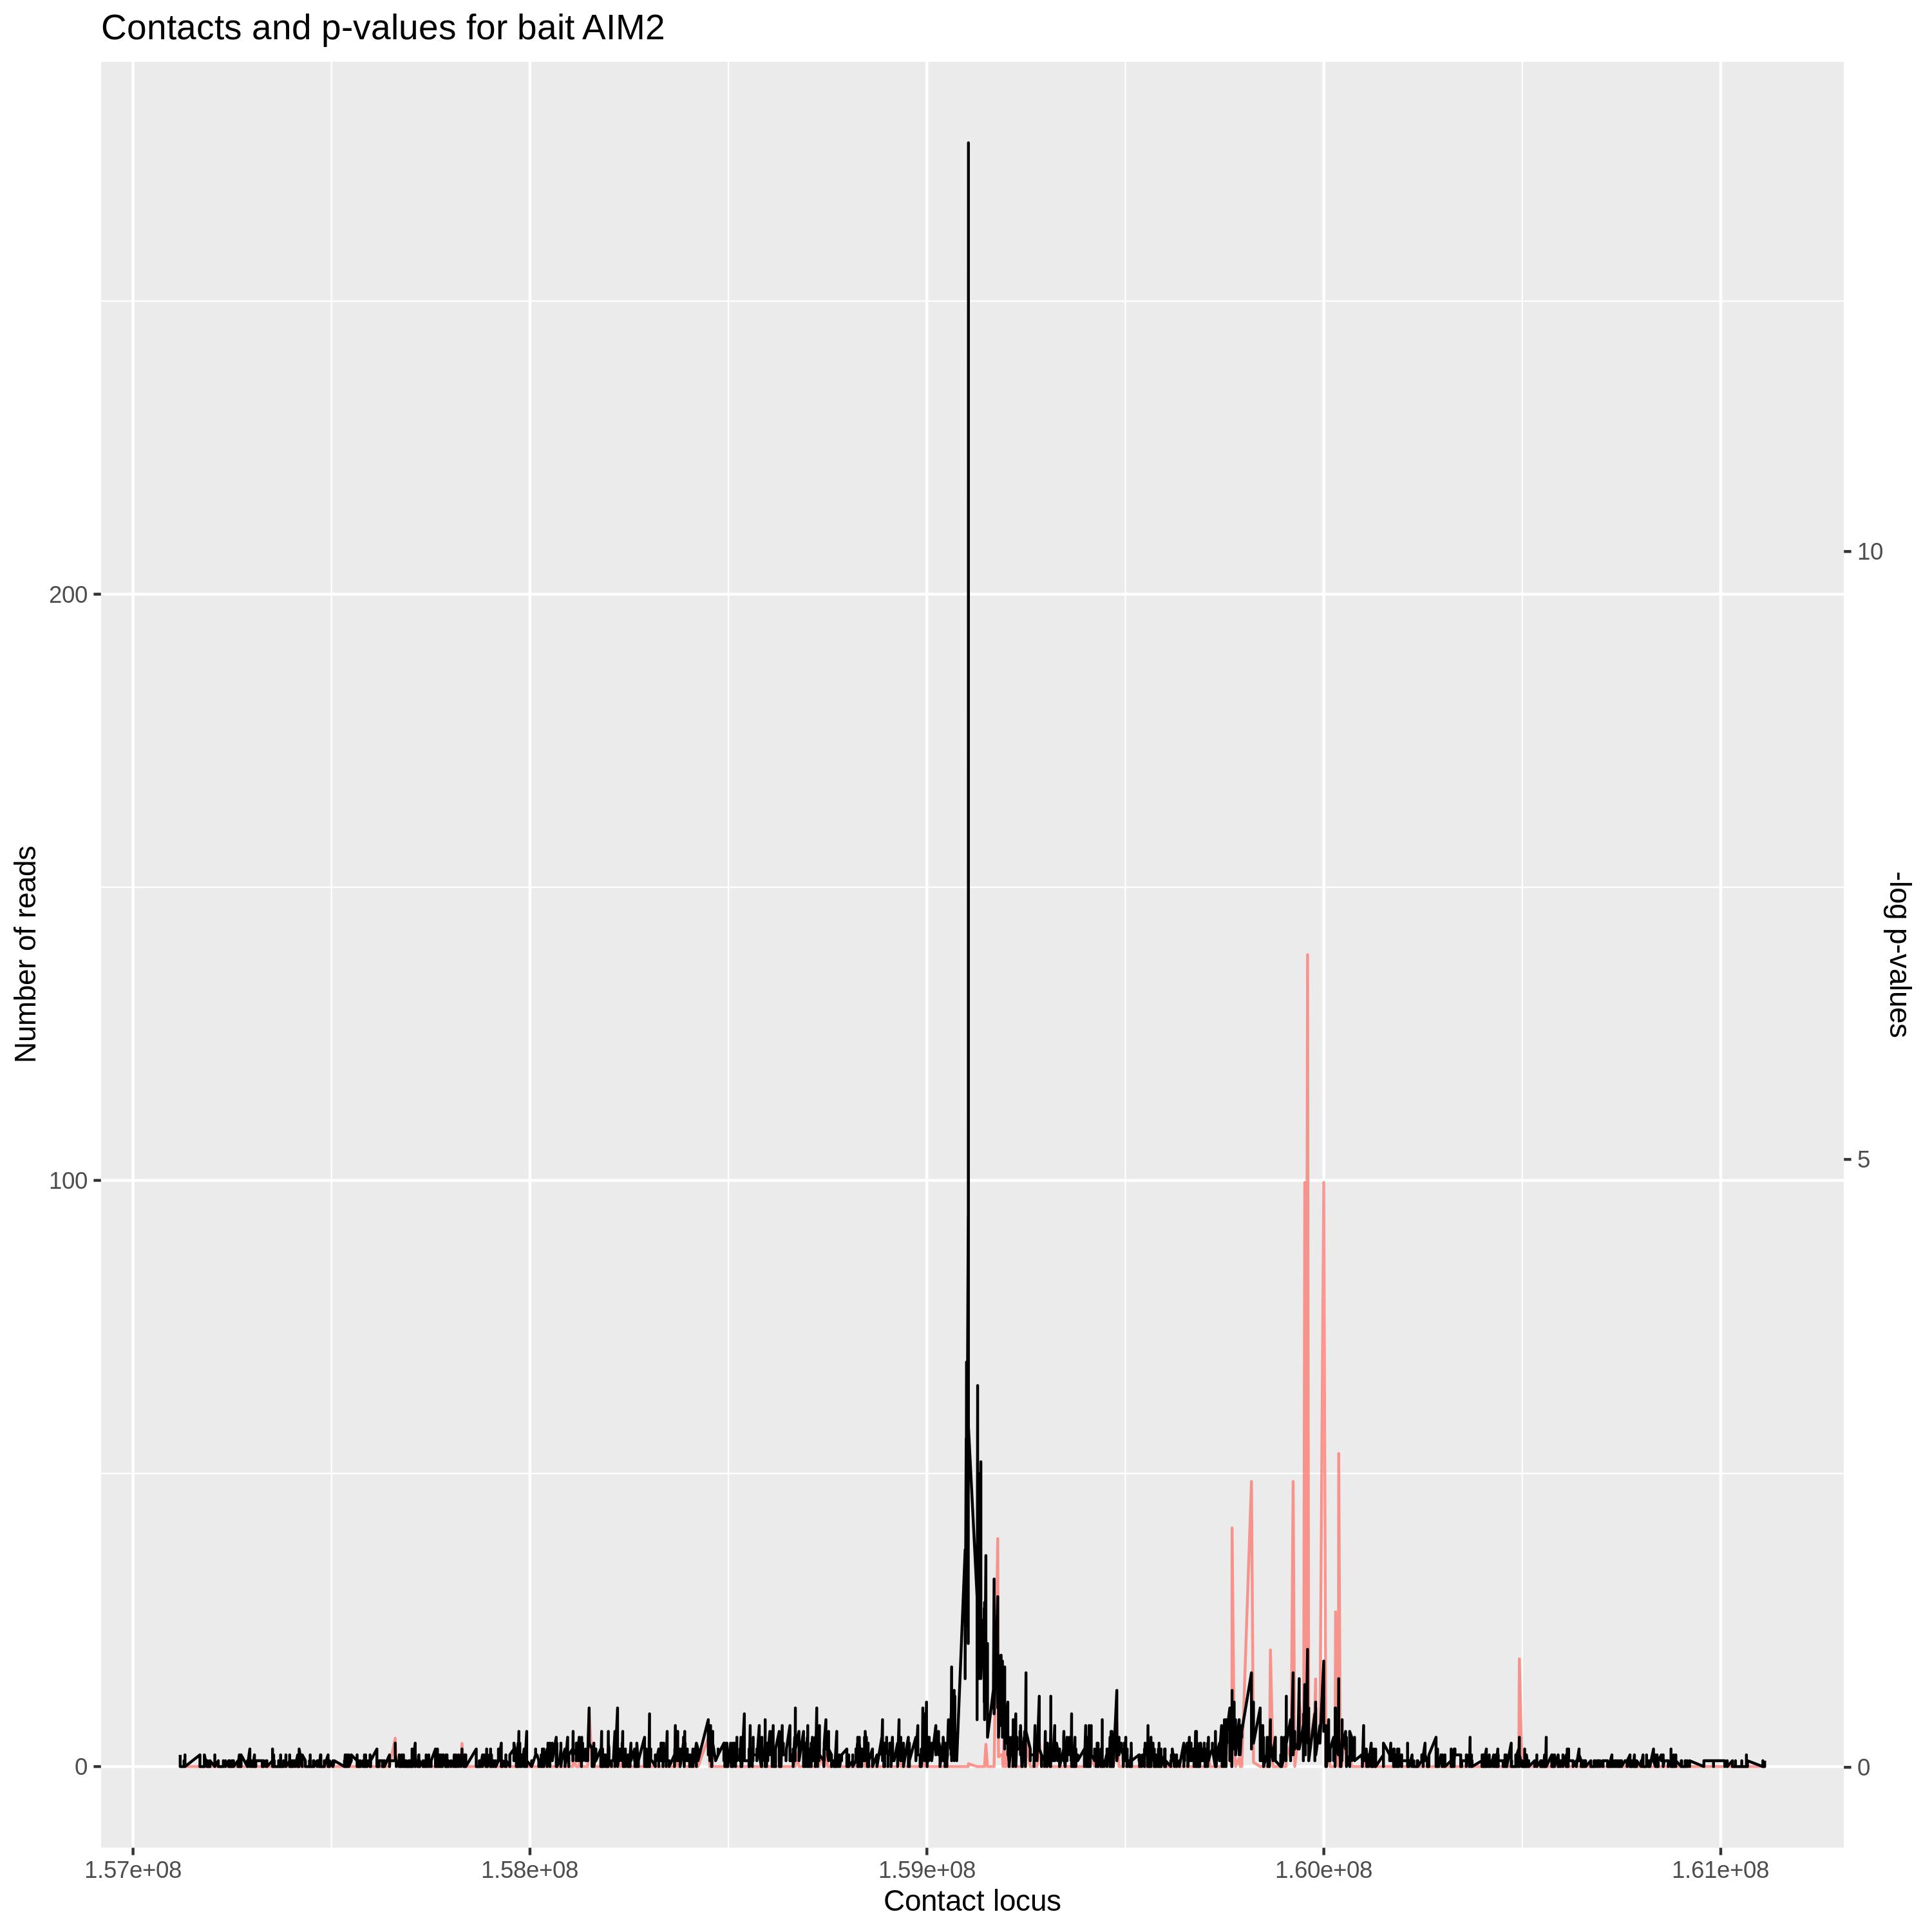 Contacts and p-values for bait AIM2
Number of reads
200
100
0
10
5
0
-log p-values
1.57e+08
1.58e+08
1.59e+08
1.60e+08
1.61e+08
Contact locus